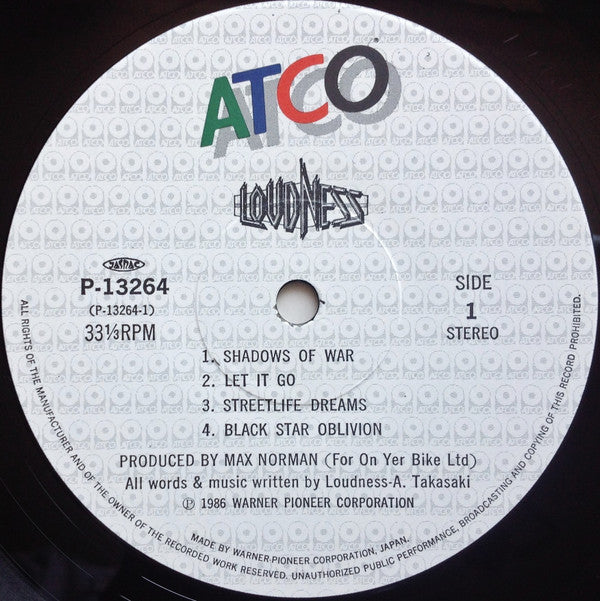 ATCO
LOUDNESS
JASRAC
P-13264
(P-13264-1)
33⅓RPM
SIDE
1
STEREO
1. SHADOWS OF WAR
2. LET IT GO
3. STREETLIFE DREAMS
4. BLACK STAR OBLIVION
PRODUCED BY MAX NORMAN (For On Yer Bike Ltd)
All words & music written by Loudness-A. Takasaki
Ⓟ 1986 WARNER PIONEER CORPORATION
MADE BY WARNER-PIONEER CORPORATION, JAPAN.
ALL RIGHTS OF THE MANUFACTURER AND OF THE OWNER OF THE RECORDED WORK RESERVED. UNAUTHORIZED PUBLIC PERFORMANCE, BROADCASTING AND COPYING OF THIS RECORD PROHIBITED.